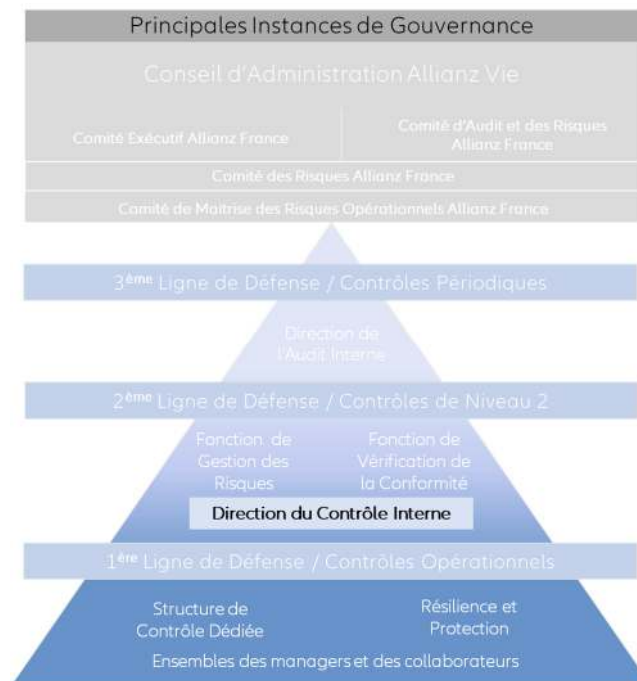 Principales Instances de Gouvernance
Conseil d'Administration Allianz Vie
Comité Exécutif Allianz France
Comité d'Audit et des Risques
Allianz France
Comité des Risques Allianz France
Comité de Maitrise des Risques Opérationnels Allianz France
3ème Ligne de Défense / Contrôles Périodiques
Direction de
l'Audit Interne
2ème Ligne de Défense / Contrôles de Niveau 2
Fonction de
Gestion des
Risques
Fonction de
Vérification de
la Conformité
Direction du Contrôle Interne
1ère Ligne de Défense / Contrôles Opérationnels
Structure de
Contrôle Dédiée
Résilience et
Protection
Ensembles des managers et des collaborateurs